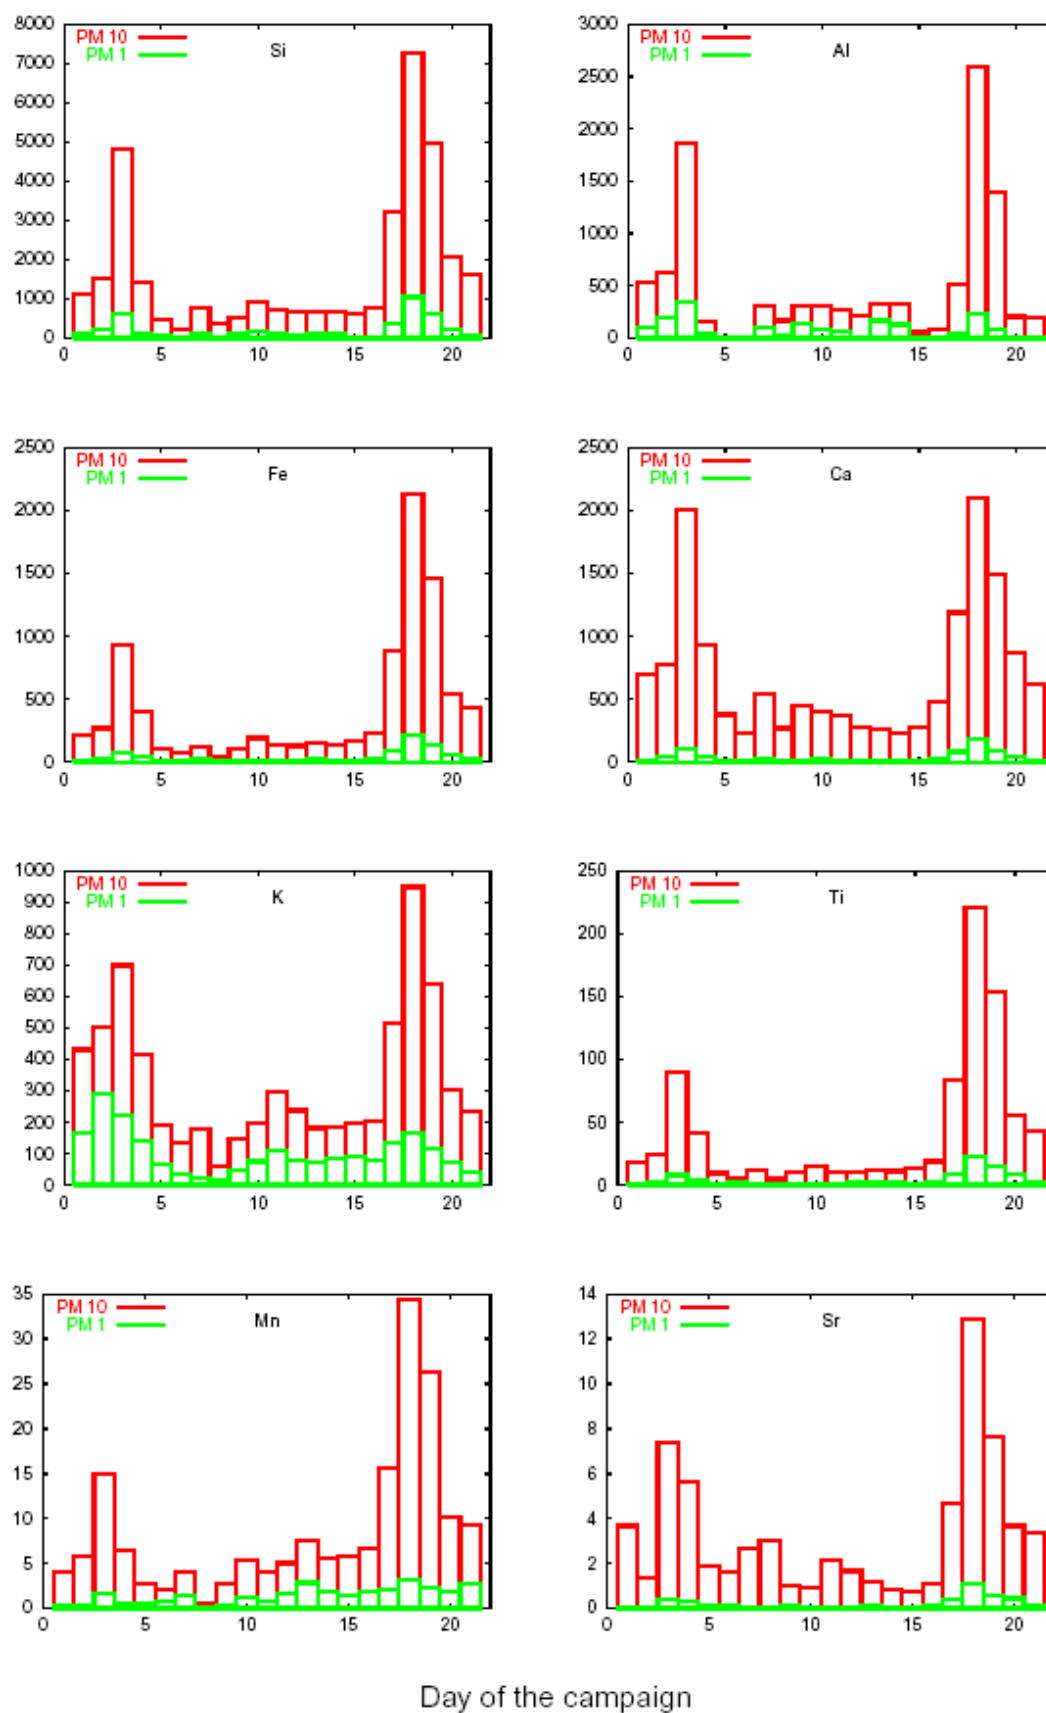 8000
7000
6000
5000
4000
3000
2000
1000
0
PM 10
PM 1
Si
0 5 10 15 20
3000
2500
2000
1500
1000
500
0
PM 10
PM 1
Al
0 5 10 15 20
2500
2000
1500
1000
500
0
PM 10
PM 1
Fe
0 5 10 15 20
2500
2000
1500
1000
500
0
PM 10
PM 1
Ca
0 5 10 15 20
1000
900
800
700
600
500
400
300
200
100
0
PM 10
PM 1
K
0 5 10 15 20
250
200
150
100
50
0
PM 10
PM 1
Ti
0 5 10 15 20
35
30
25
20
15
10
5
0
PM 10
PM 1
Mn
0 5 10 15 20
14
12
10
8
6
4
2
0
PM 10
PM 1
Sr
0 5 10 15 20
Day of the campaign